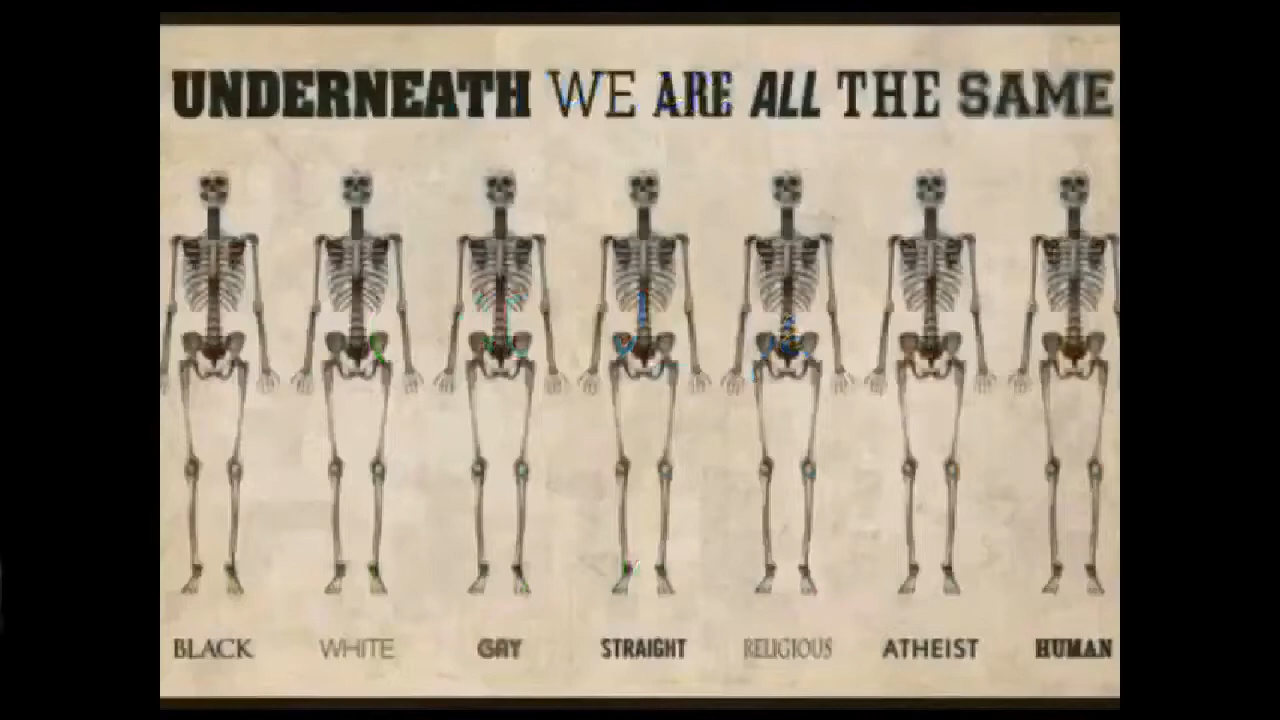 UNDERNEATH WE ARE ALL THE SAME
BLACK WHITE GAY STRAIGHT RELIGIOUS ATHEIST HUMAN